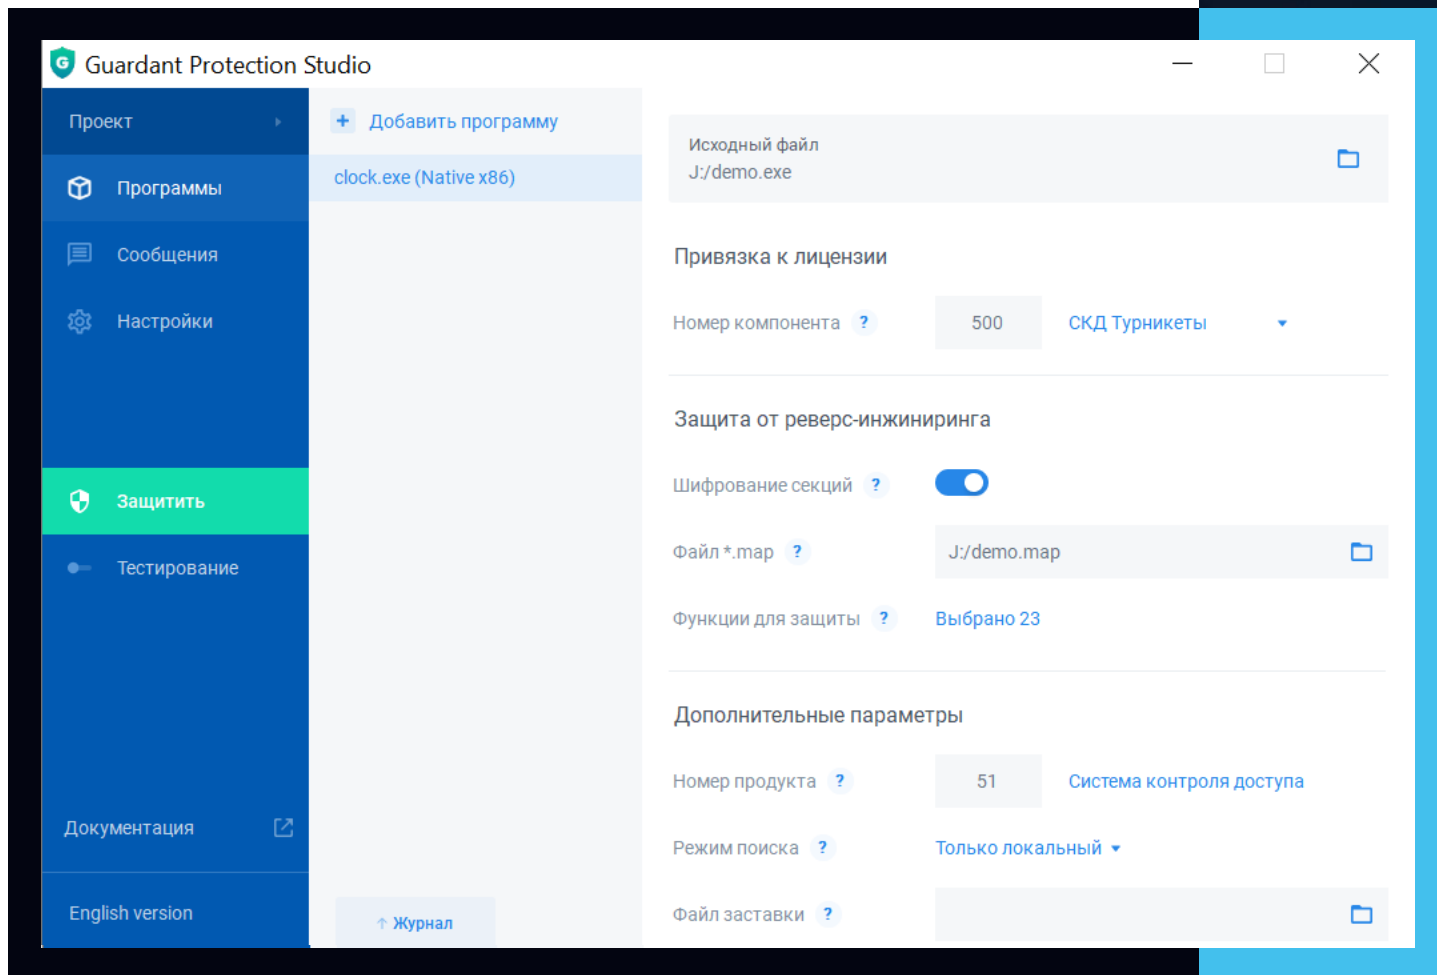 Guardant Protection Studio
Проект
Программы
Сообщения
Настройки
Защитить
Тестирование
Документация
English version
+ Добавить программу
clock.exe (Native x86)
↑ Журнал
Исходный файл
J:/demo.exe
Привязка к лицензии
Номер компонента ? 500 СКД Турникеты
Защита от реверс-инжиниринга
Шифрование секций ?
Файл *.map ? J:/demo.map
Функции для защиты ? Выбрано 23
Дополнительные параметры
Номер продукта ? 51 Система контроля доступа
Режим поиска ? Только локальный
Файл заставки ?